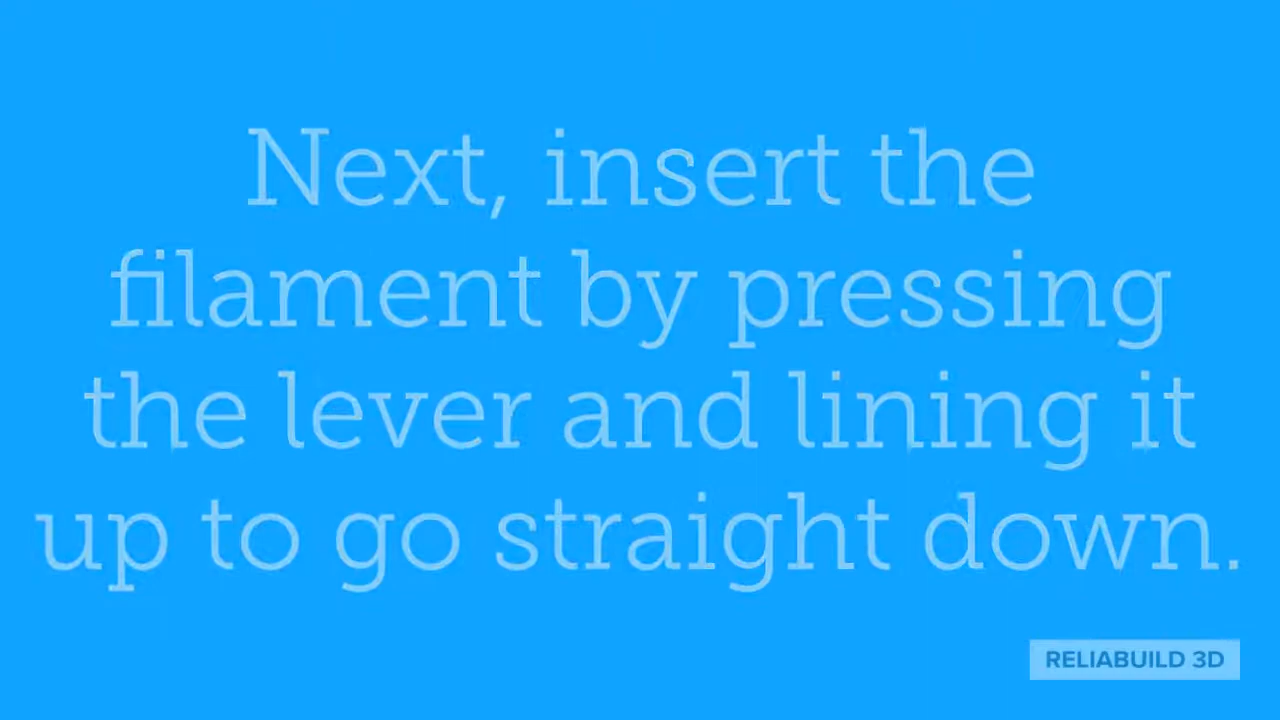 Next, insert the
filament by pressing
the lever and lining it
up to go straight down.
RELIABUILD 3D